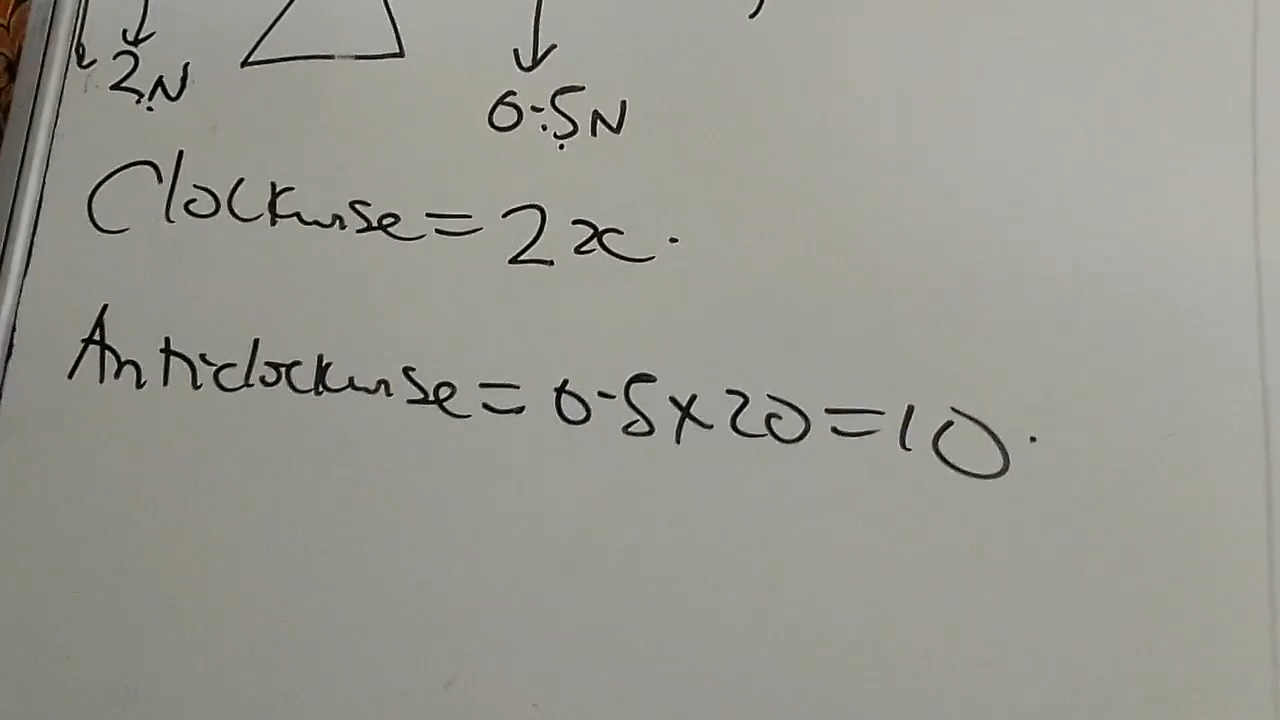 2N
0.5N
Clockwise = 2x.
Anticlockwise = 0.5 x 20 = 10.